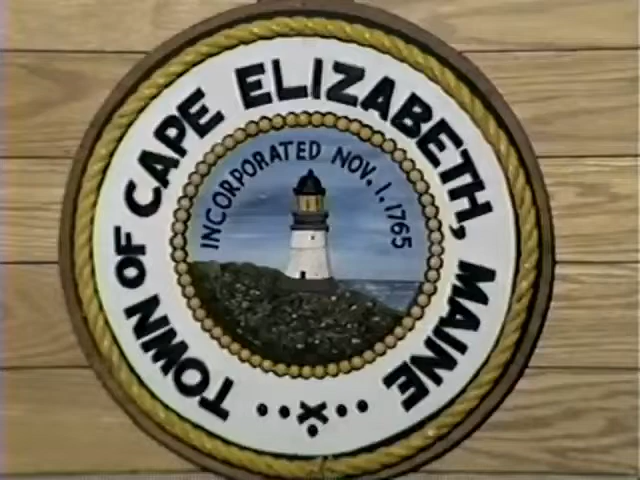 TOWN OF CAPE ELIZABETH, MAINE
INCORPORATED NOV. 1, 1765